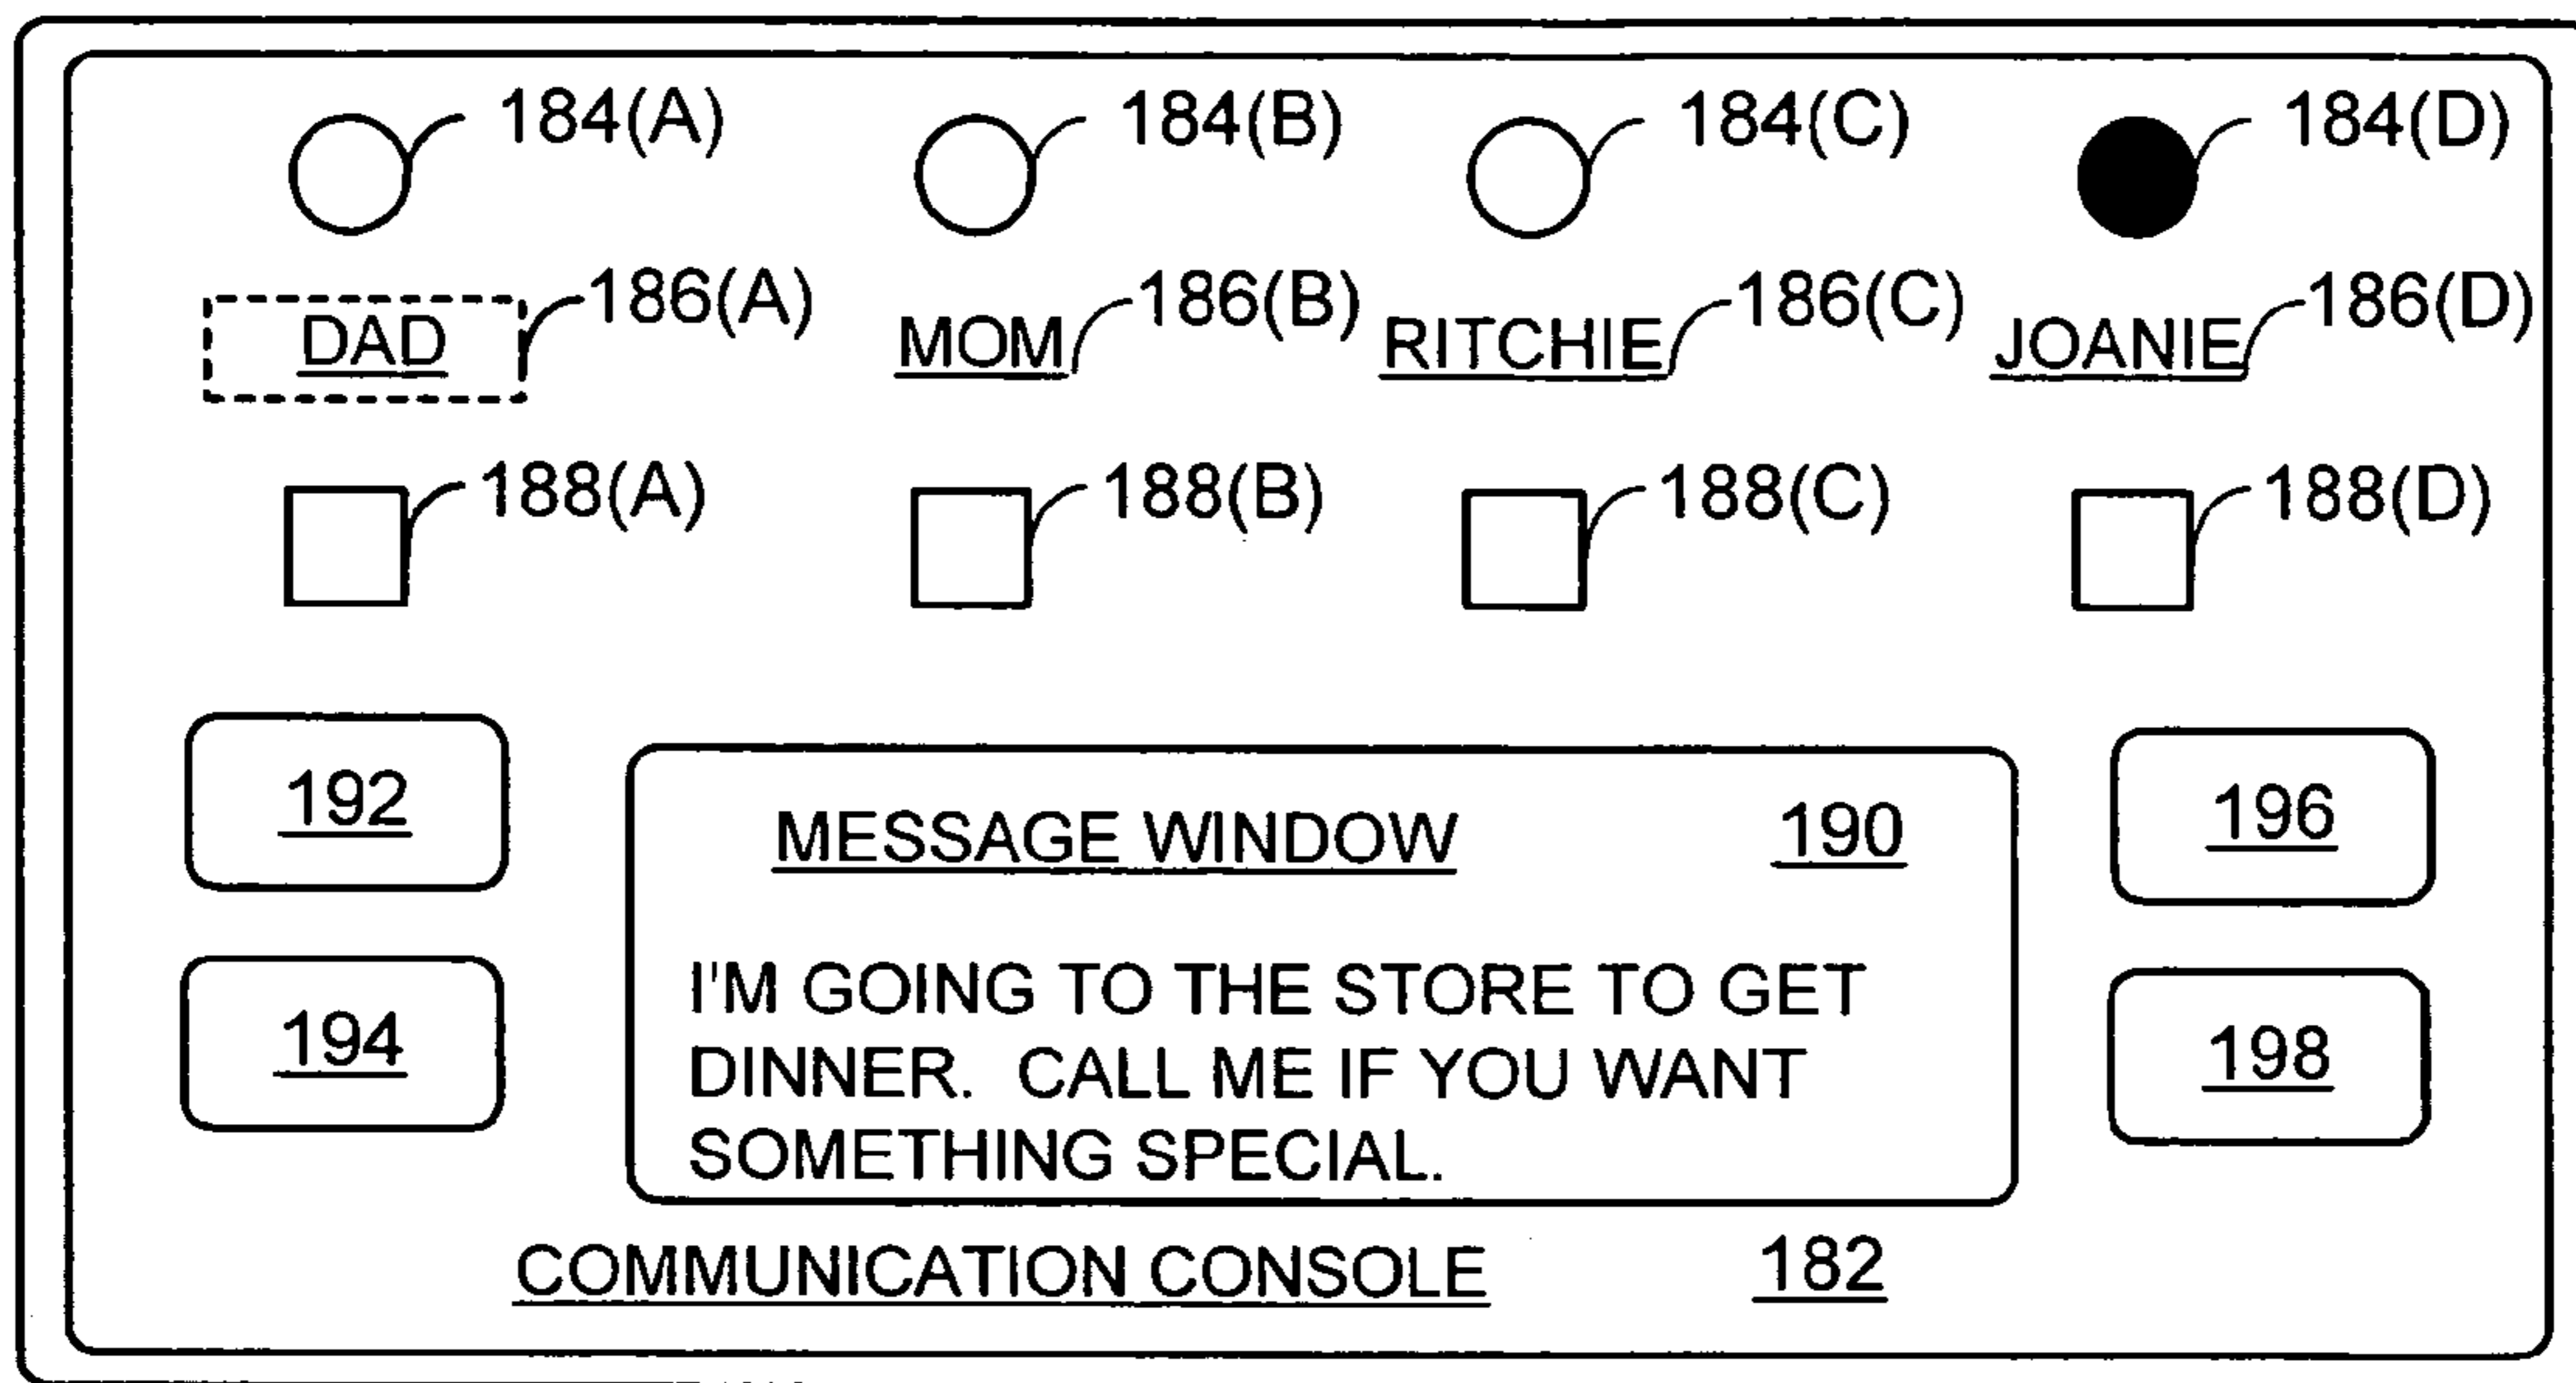 184(A) 184(B) 184(C) 184(D)
DAD 186(A) MOM 186(B) RITCHIE 186(C) JOANIE 186(D)
188(A) 188(B) 188(C) 188(D)
192
194
MESSAGE WINDOW 190
I'M GOING TO THE STORE TO GET
DINNER. CALL ME IF YOU WANT
SOMETHING SPECIAL.
196
198
COMMUNICATION CONSOLE 182